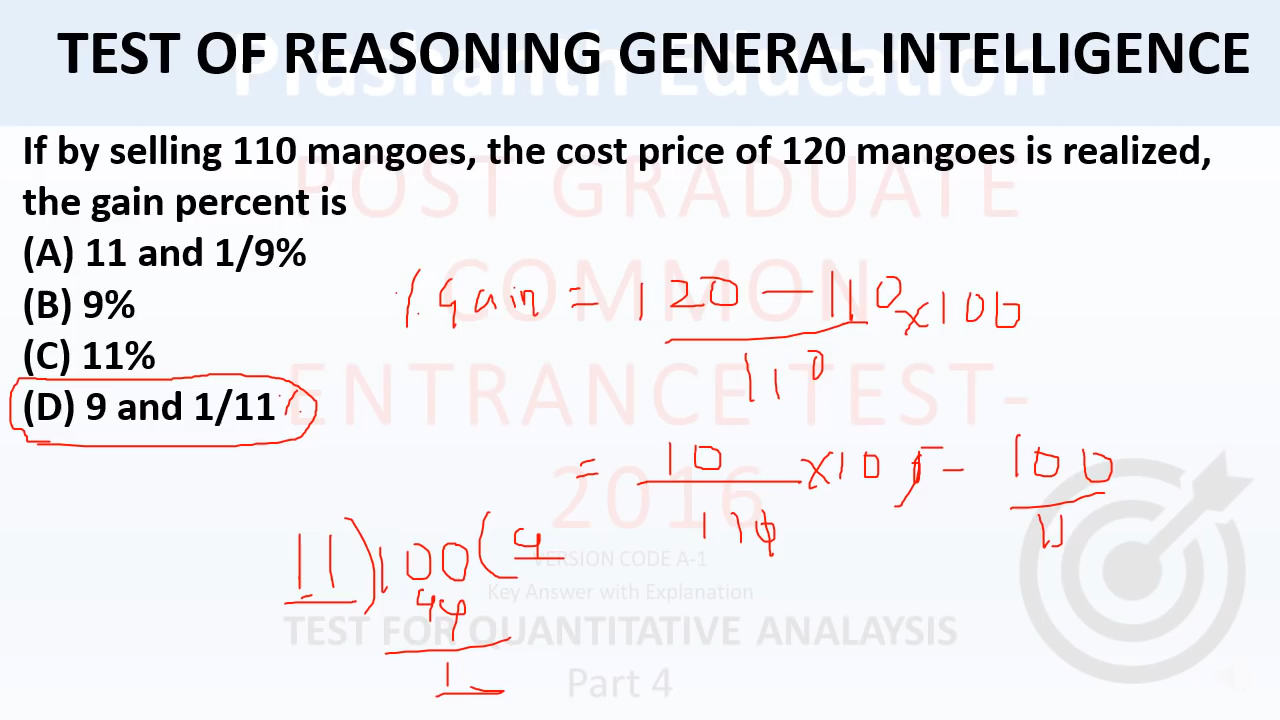 Prashanth Education
TEST OF REASONING GENERAL INTELLIGENCE
POST GRADUATE
COMMON
ENTRANCE TEST-
2016
VERSION CODE A-1
Key Answer with Explanation
TEST FOR QUANTITATIVE ANALAYSIS
Part 4
If by selling 110 mangoes, the cost price of 120 mangoes is realized,
the gain percent is
(A) 11 and 1/9%
(B) 9%
(C) 11%
(D) 9 and 1/11 %
% Gain = 120 - 110 x 100
110
= 10 x 100 = 100
110 11
11) 100 ( 9
99
1